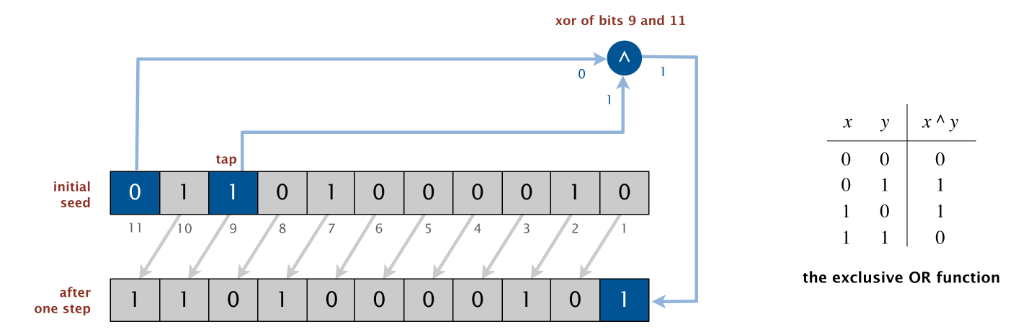 xor of bits 9 and 11
^
0 1
1
tap
initial seed
0 1 1 0 1 0 0 0 0 1 0
11 10 9 8 7 6 5 4 3 2 1
after one step
1 1 0 1 0 0 0 0 1 0 1
x y x ^ y
0 0 0
0 1 1
1 0 1
1 1 0
the exclusive OR function